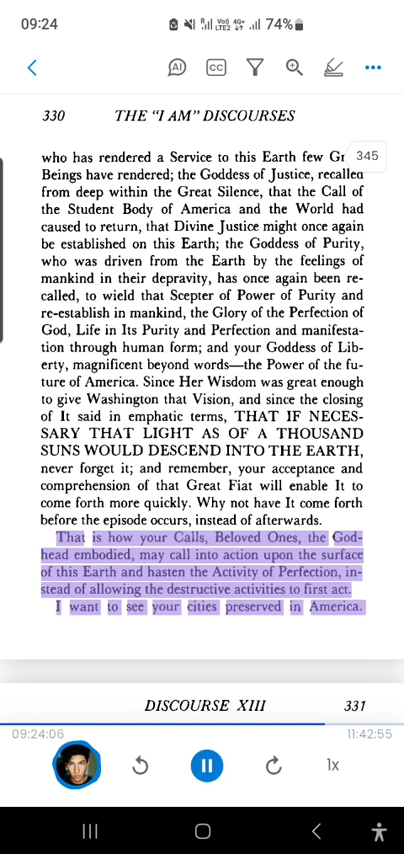 09:24
R
Voo)
LTE2
4G+
74%
AI
CC
330 THE “I AM” DISCOURSES
345
who has rendered a Service to this Earth few Gr
Beings have rendered; the Goddess of Justice, recalled
from deep within the Great Silence, that the Call of
the Student Body of America and the World had
caused to return, that Divine Justice might once again
be established on this Earth; the Goddess of Purity,
who was driven from the Earth by the feelings of
mankind in their depravity, has once again been re-
called, to wield that Scepter of Power of Purity and
re-establish in mankind, the Glory of the Perfection of
God, Life in Its Purity and Perfection and manifesta-
tion through human form; and your Goddess of Lib-
erty, magnificent beyond words—the Power of the fu-
ture of America. Since Her Wisdom was great enough
to give Washington that Vision, and since the closing
of It said in emphatic terms, THAT IF NECES-
SARY THAT LIGHT AS OF A THOUSAND
SUNS WOULD DESCEND INTO THE EARTH,
never forget it; and remember, your acceptance and
comprehension of that Great Fiat will enable It to
come forth more quickly. Why not have It come forth
before the episode occurs, instead of afterwards.
That is how your Calls, Beloved Ones, the God-
head embodied, may call into action upon the surface
of this Earth and hasten the Activity of Perfection, in-
stead of allowing the destructive activities to first act.
I want to see your cities preserved in America.
DISCOURSE XIII 331
09:24:06 11:42:55
1x